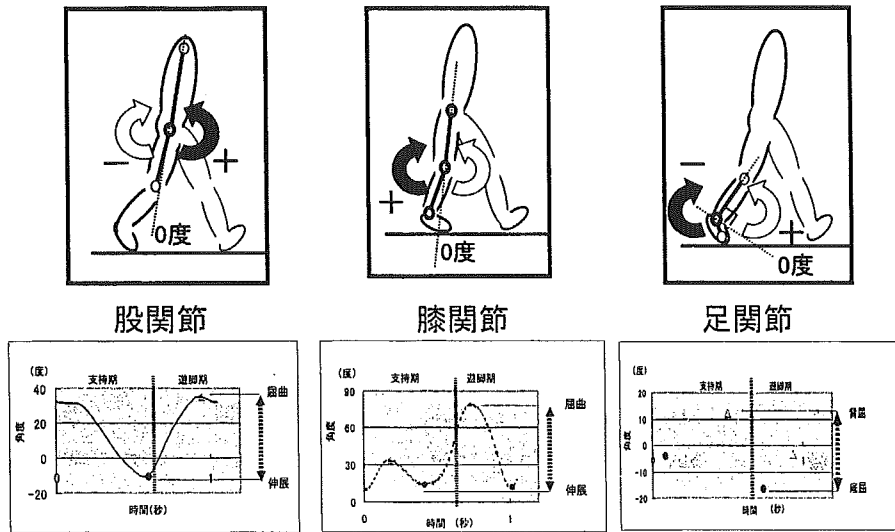 −
+
0度
+
0度
−
+
0度
股関節
膝関節
足関節
(度)
支持期
遊脚期
40
屈曲
20
角度
0
伸展
-20
時間(秒)
(度)
支持期
遊脚期
90
屈曲
60
角度
30
伸展
0
0
1
時間 (秒)
(度)
支持期
遊脚期
20
10
背屈
角度
0
-10
底屈
-20
時間 (秒)